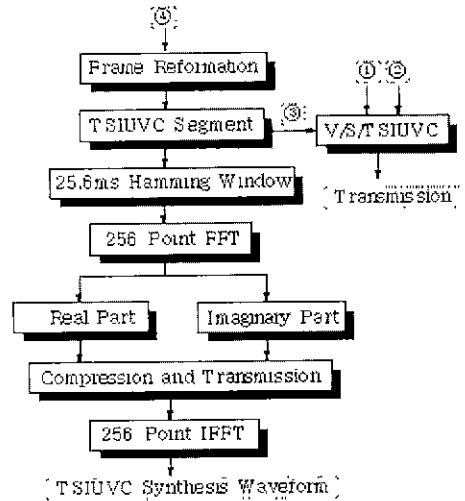 ④
Frame Reformation
① ②
TSIUVC Segment
③
V/S/TSIUVC
25.6ms Hamming Window
Transmission
256 Point FFT
Real Part
Imaginary Part
Compression and Transmission
256 Point IFFT
TSIUVC Synthesis Waveform